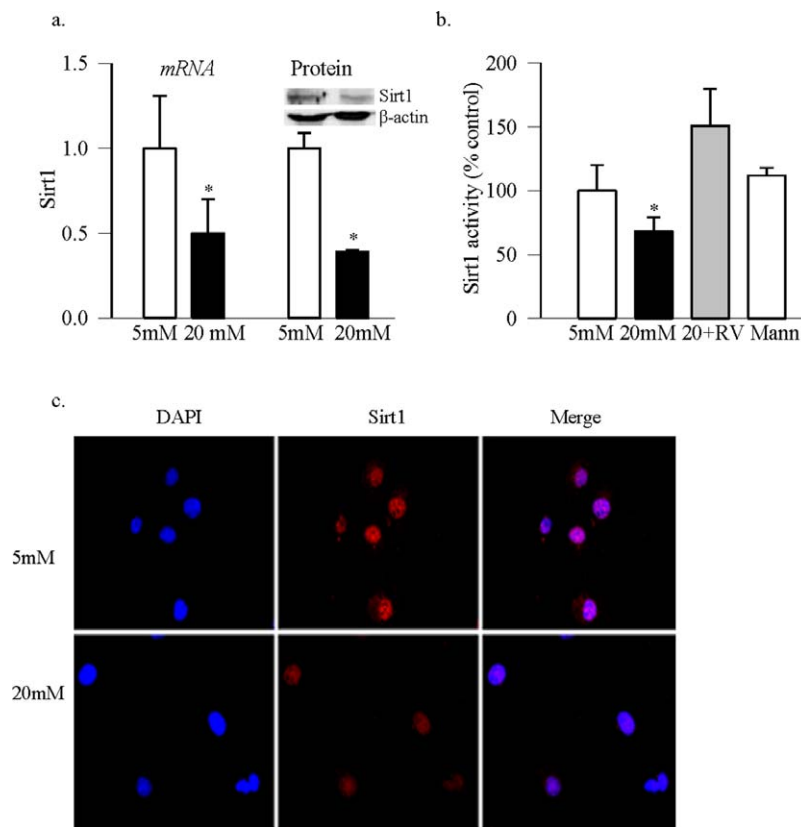 a.
mRNA
Protein
Sirt1
β-actin
Sirt1
1.5
1.0
0.5
0.0
*
*
5mM 20 mM
5mM 20mM
b.
Sirt1 activity (% control)
200
150
100
50
0
*
5mM 20mM 20+RV Mann
c.
DAPI Sirt1 Merge
5mM
20mM